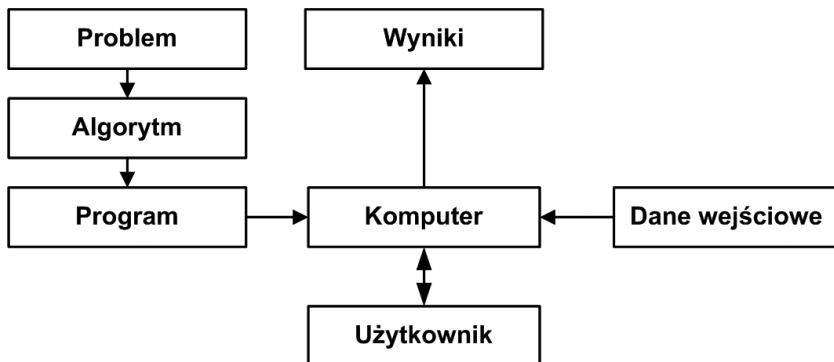 Problem
Wyniki
Algorytm
Program
Komputer
Dane wejściowe
Użytkownik